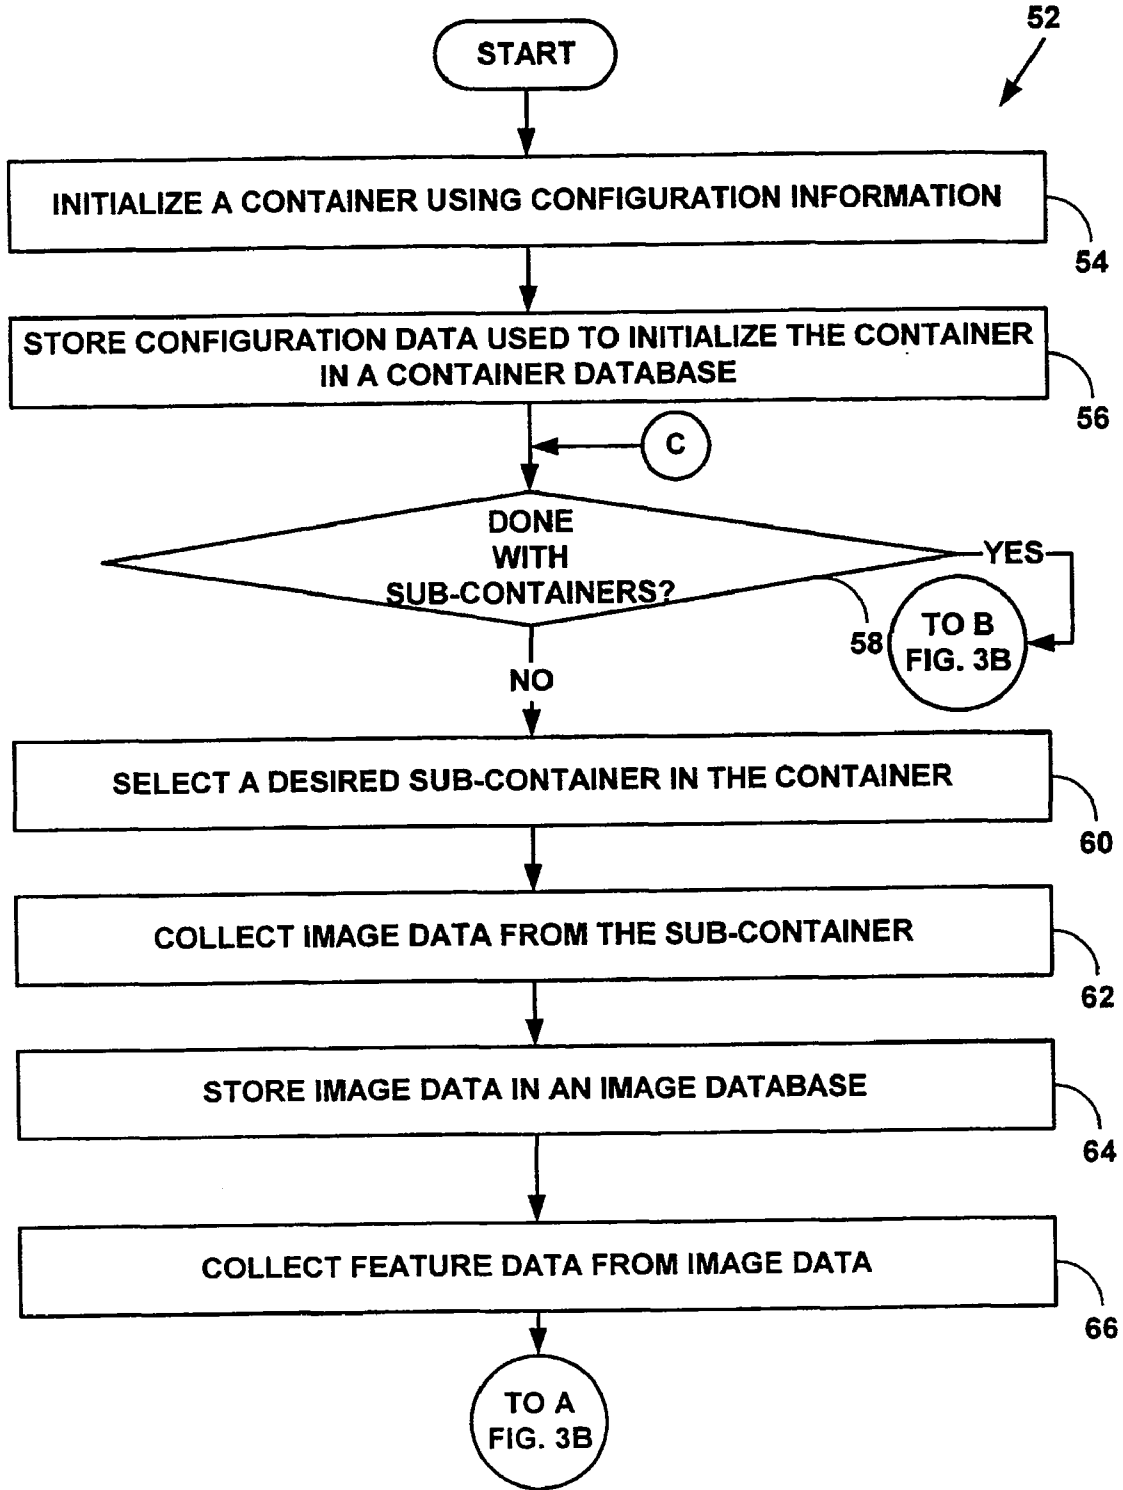 52
START
INITIALIZE A CONTAINER USING CONFIGURATION INFORMATION
54
STORE CONFIGURATION DATA USED TO INITIALIZE THE CONTAINER
IN A CONTAINER DATABASE
56
C
DONE
WITH
SUB-CONTAINERS?
YES
58
TO B
FIG. 3B
NO
SELECT A DESIRED SUB-CONTAINER IN THE CONTAINER
60
COLLECT IMAGE DATA FROM THE SUB-CONTAINER
62
STORE IMAGE DATA IN AN IMAGE DATABASE
64
COLLECT FEATURE DATA FROM IMAGE DATA
66
TO A
FIG. 3B